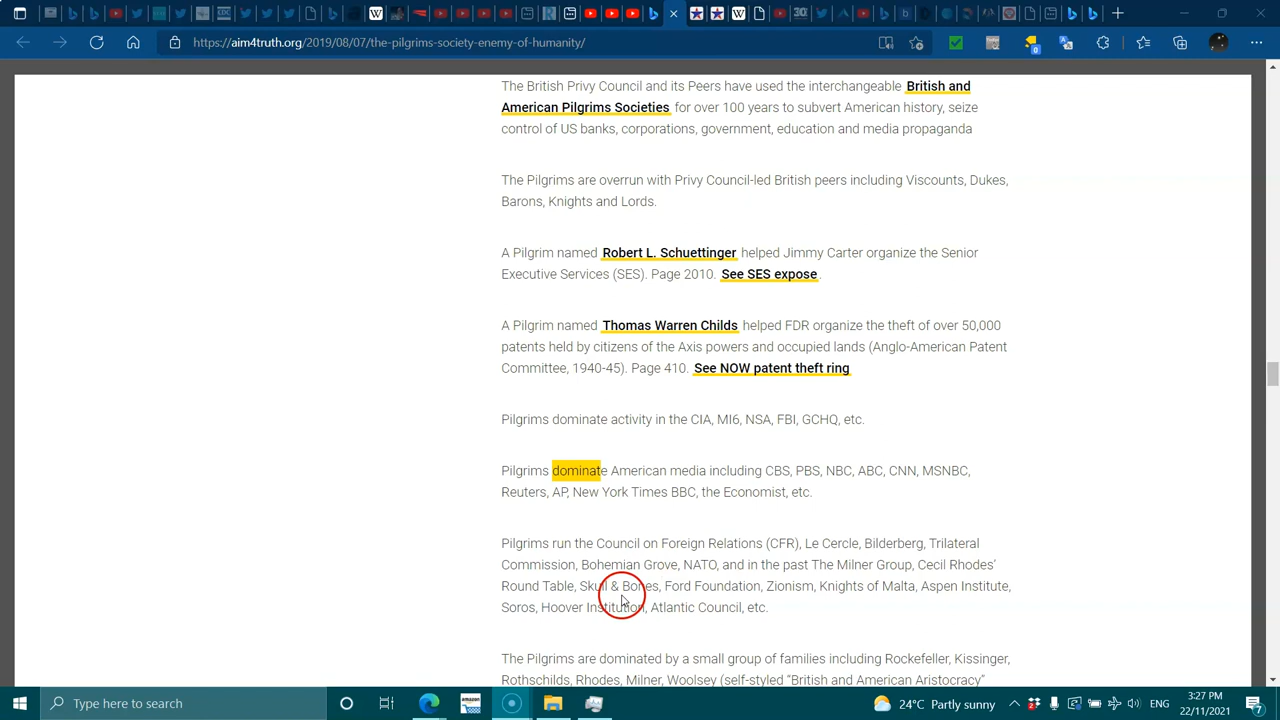 https://aim4truth.org/2019/08/07/the-pilgrims-society-enemy-of-humanity/
The British Privy Council and its Peers have used the interchangeable British and
American Pilgrims Societies for over 100 years to subvert American history, seize
control of US banks, corporations, government, education and media propaganda
The Pilgrims are overrun with Privy Council-led British peers including Viscounts, Dukes,
Barons, Knights and Lords.
A Pilgrim named Robert L. Schuettinger helped Jimmy Carter organize the Senior
Executive Services (SES). Page 2010. See SES expose.
A Pilgrim named Thomas Warren Childs helped FDR organize the theft of over 50,000
patents held by citizens of the Axis powers and occupied lands (Anglo-American Patent
Committee, 1940-45). Page 410. See NOW patent theft ring
Pilgrims dominate activity in the CIA, MI6, NSA, FBI, GCHQ, etc.
Pilgrims dominate American media including CBS, PBS, NBC, ABC, CNN, MSNBC,
Reuters, AP, New York Times BBC, the Economist, etc.
Pilgrims run the Council on Foreign Relations (CFR), Le Cercle, Bilderberg, Trilateral
Commission, Bohemian Grove, NATO, and in the past The Milner Group, Cecil Rhodes'
Round Table, Skull & Bones, Ford Foundation, Zionism, Knights of Malta, Aspen Institute,
Soros, Hoover Institution, Atlantic Council, etc.
The Pilgrims are dominated by a small group of families including Rockefeller, Kissinger,
Rothschilds, Rhodes, Milner, Woolsey (self-styled “British and American Aristocracy”
Type here to search
24°C Partly sunny
ENG
3:27 PM
22/11/2021
7